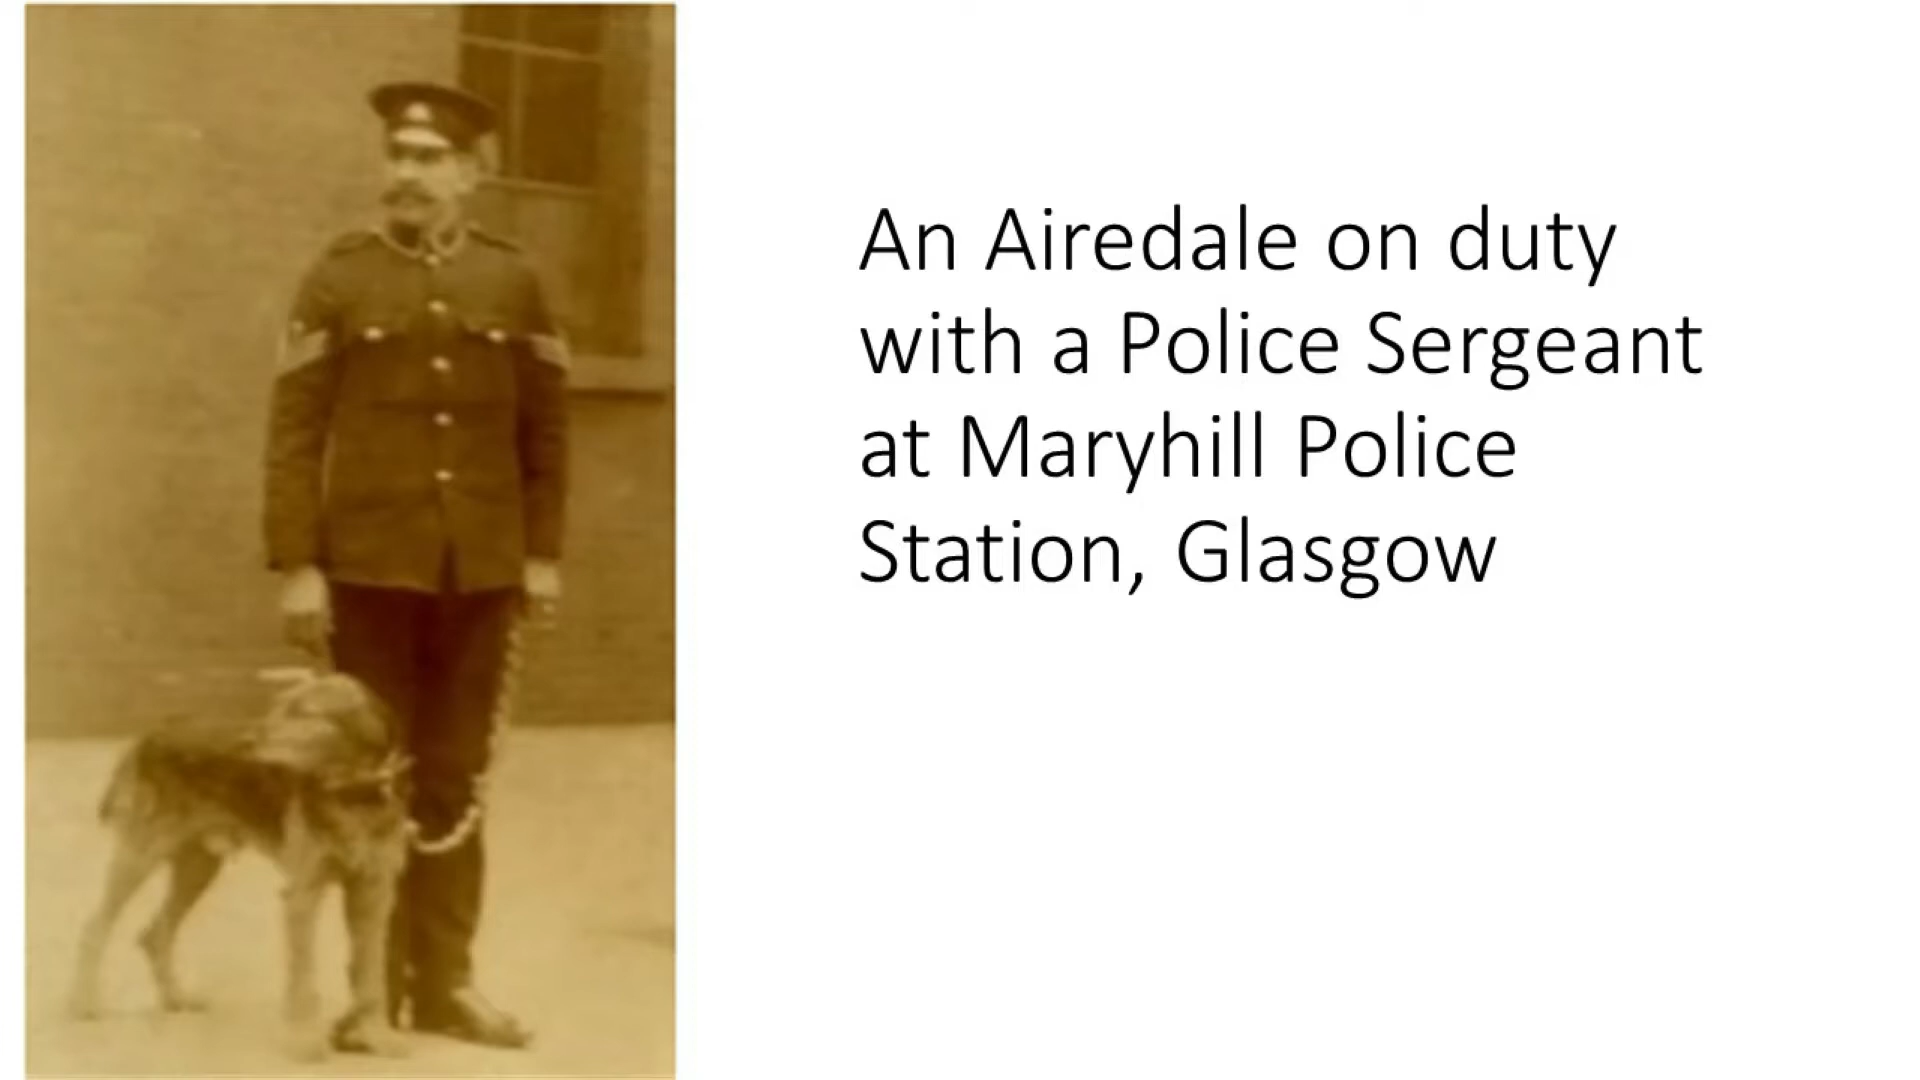 An Airedale on duty
with a Police Sergeant
at Maryhill Police
Station, Glasgow